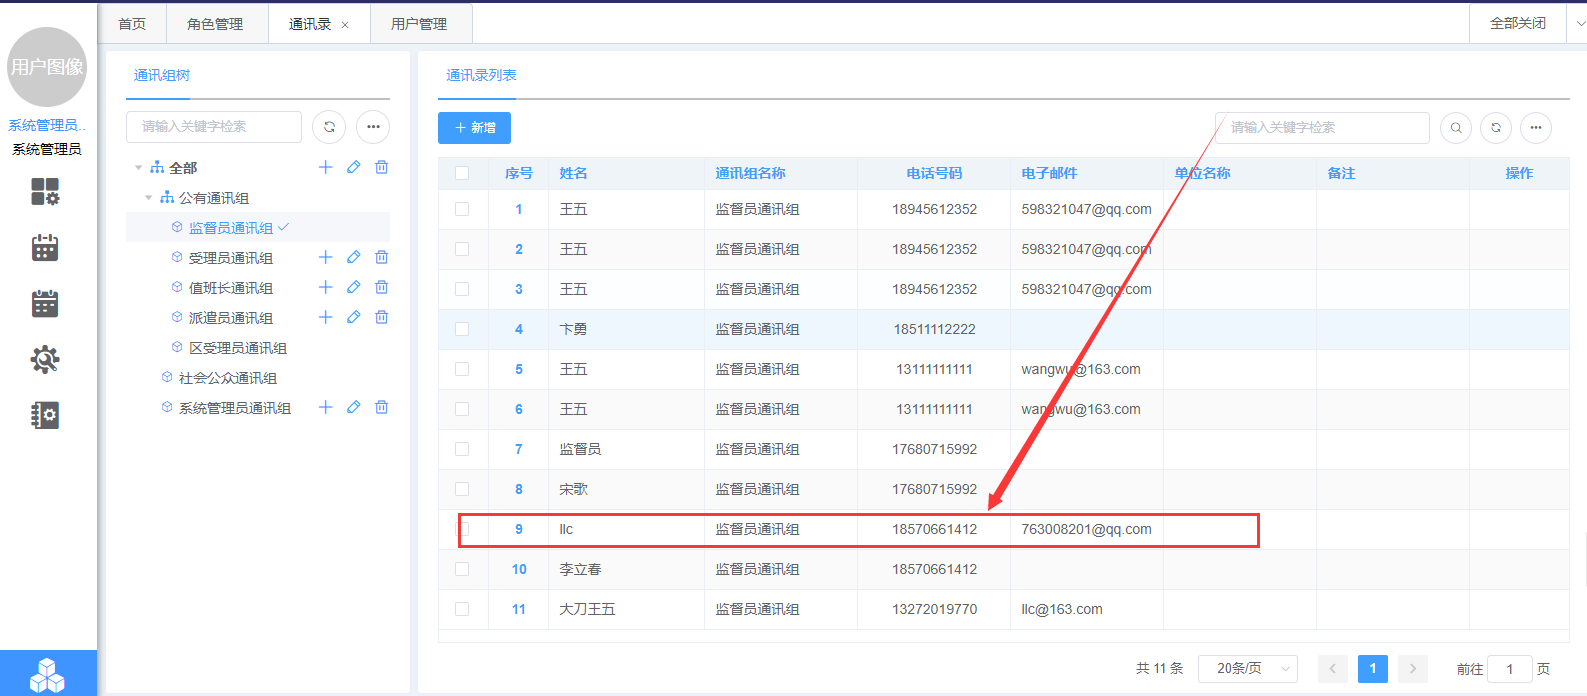 首页 角色管理 通讯录 × 用户管理 全部关闭
用户图像
系统管理员..
系统管理员
通讯组树
请输入关键字检索
全部
公有通讯组
监督员通讯组
受理员通讯组
值班长通讯组
派遣员通讯组
区受理员通讯组
社会公众通讯组
系统管理员通讯组
通讯录列表
+ 新增
请输入关键字检索
序号 姓名 通讯组名称 电话号码 电子邮件 单位名称 备注 操作
1 王五 监督员通讯组 18945612352 598321047@qq.com
2 王五 监督员通讯组 18945612352 598321047@qq.com
3 王五 监督员通讯组 18945612352 598321047@qq.com
4 卞勇 监督员通讯组 18511112222
5 王五 监督员通讯组 13111111111 wangwu@163.com
6 王五 监督员通讯组 13111111111 wangwu@163.com
7 监督员 监督员通讯组 17680715992
8 宋歌 监督员通讯组 17680715992
9 llc 监督员通讯组 18570661412 763008201@qq.com
10 李立春 监督员通讯组 18570661412
11 大刀王五 监督员通讯组 13272019770 llc@163.com
共 11 条 20条/页 1 前往 1 页